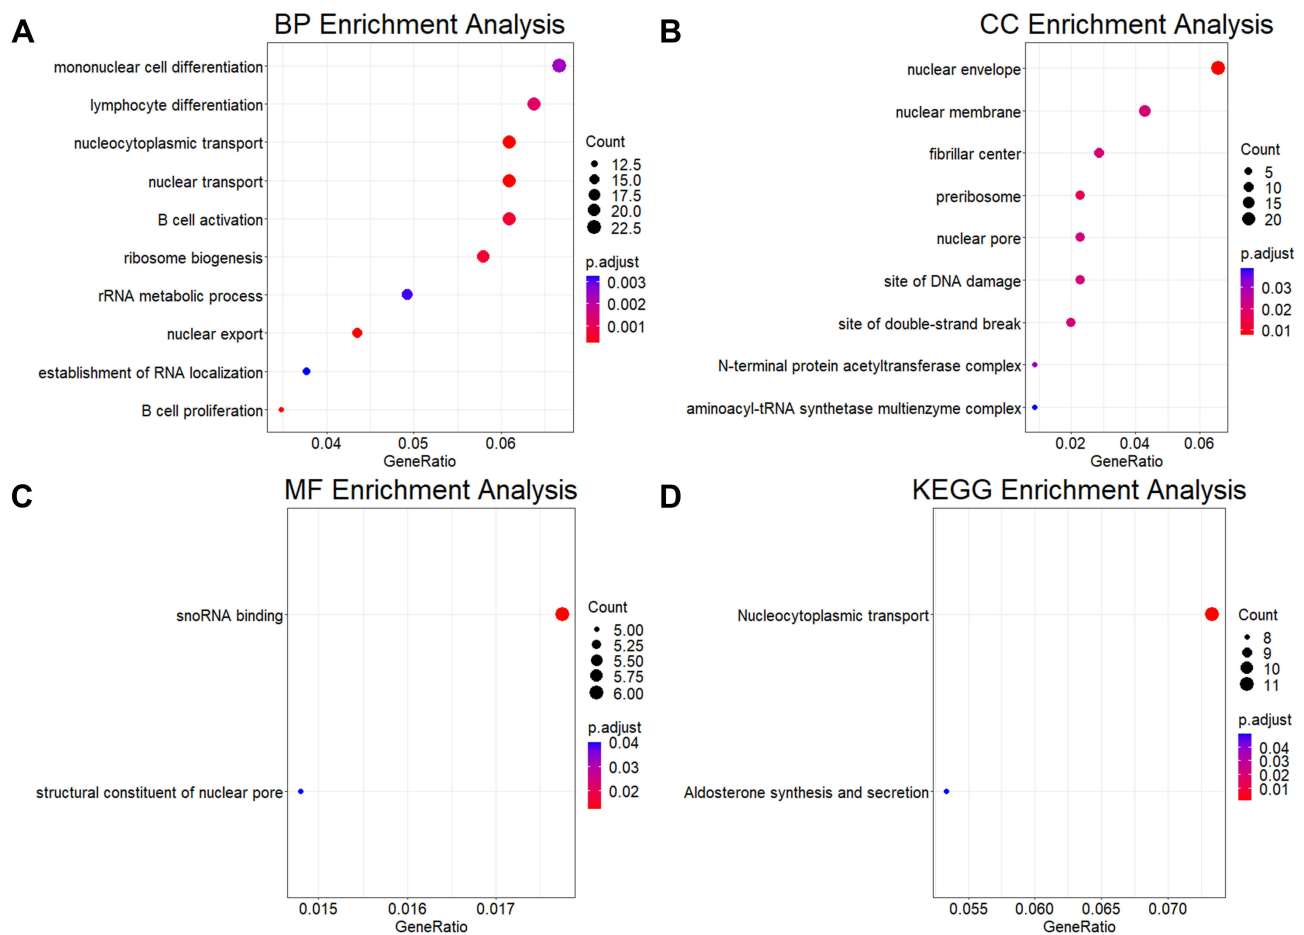 A
BP Enrichment Analysis
mononuclear cell differentiation
lymphocyte differentiation
nucleocytoplasmic transport
nuclear transport
B cell activation
ribosome biogenesis
rRNA metabolic process
nuclear export
establishment of RNA localization
B cell proliferation
0.04 0.05 0.06
GeneRatio
Count
12.5
15.0
17.5
20.0
22.5
p.adjust
0.003
0.002
0.001
B
CC Enrichment Analysis
nuclear envelope
nuclear membrane
fibrillar center
preribosome
nuclear pore
site of DNA damage
site of double-strand break
N-terminal protein acetyltransferase complex
aminoacyl-tRNA synthetase multienzyme complex
0.02 0.04 0.06
GeneRatio
Count
5
10
15
20
p.adjust
0.03
0.02
0.01
C
MF Enrichment Analysis
snoRNA binding
structural constituent of nuclear pore
0.015 0.016 0.017
GeneRatio
Count
5.00
5.25
5.50
5.75
6.00
p.adjust
0.04
0.03
0.02
D
KEGG Enrichment Analysis
Nucleocytoplasmic transport
Aldosterone synthesis and secretion
0.055 0.060 0.065 0.070
GeneRatio
Count
8
9
10
11
p.adjust
0.04
0.03
0.02
0.01